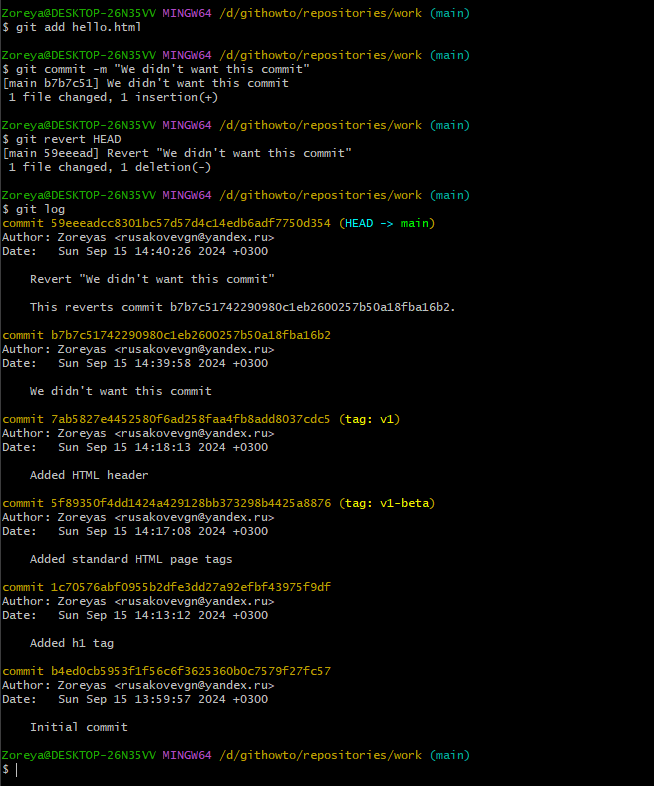 Zoreya@DESKTOP-26N35VV MINGW64 /d/githowto/repositories/work (main)
$ git add hello.html
Zoreya@DESKTOP-26N35VV MINGW64 /d/githowto/repositories/work (main)
$ git commit -m "We didn't want this commit"
[main b7b7c51] We didn't want this commit
 1 file changed, 1 insertion(+)
Zoreya@DESKTOP-26N35VV MINGW64 /d/githowto/repositories/work (main)
$ git revert HEAD
[main 59eeead] Revert "We didn't want this commit"
 1 file changed, 1 deletion(-)
Zoreya@DESKTOP-26N35VV MINGW64 /d/githowto/repositories/work (main)
$ git log
commit 59eeeadcc8301bc57d57d4c14edb6adf7750d354 (HEAD -> main)
Author: Zoreyas <rusakovevgn@yandex.ru>
Date:   Sun Sep 15 14:40:26 2024 +0300
    Revert "We didn't want this commit"
    This reverts commit b7b7c51742290980c1eb2600257b50a18fba16b2.
commit b7b7c51742290980c1eb2600257b50a18fba16b2
Author: Zoreyas <rusakovevgn@yandex.ru>
Date:   Sun Sep 15 14:39:58 2024 +0300
    We didn't want this commit
commit 7ab5827e4452580f6ad258faa4fb8add8037cdc5 (tag: v1)
Author: Zoreyas <rusakovevgn@yandex.ru>
Date:   Sun Sep 15 14:18:13 2024 +0300
    Added HTML header
commit 5f89350f4dd1424a429128bb373298b4425a8876 (tag: v1-beta)
Author: Zoreyas <rusakovevgn@yandex.ru>
Date:   Sun Sep 15 14:17:08 2024 +0300
    Added standard HTML page tags
commit 1c70576abf0955b2dfe3dd27a92efbf43975f9df
Author: Zoreyas <rusakovevgn@yandex.ru>
Date:   Sun Sep 15 14:13:12 2024 +0300
    Added h1 tag
commit b4ed0cb5953f1f56c6f3625360b0c7579f27fc57
Author: Zoreyas <rusakovevgn@yandex.ru>
Date:   Sun Sep 15 13:59:57 2024 +0300
    Initial commit
Zoreya@DESKTOP-26N35VV MINGW64 /d/githowto/repositories/work (main)
$